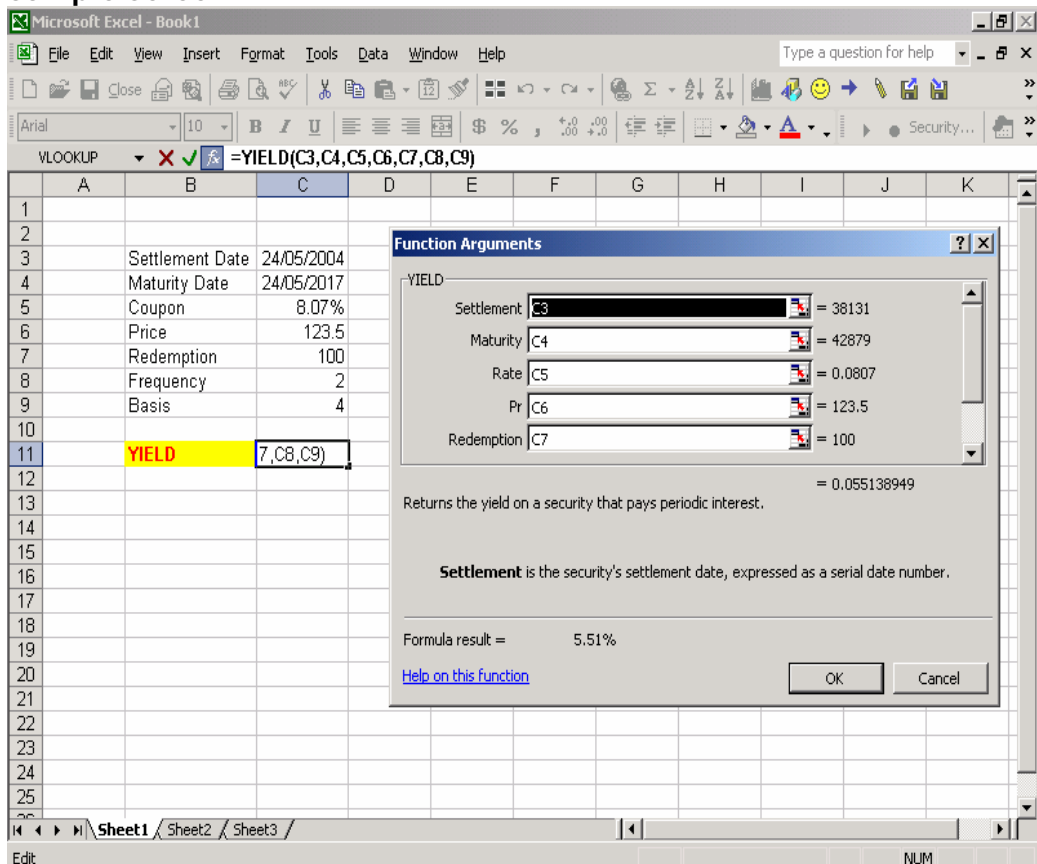 Microsoft Excel - Book1
File Edit View Insert Format Tools Data Window Help Type a question for help
Close Σ
Arial 10 B I U $ % , Security...
VLOOKUP =YIELD(C3,C4,C5,C6,C7,C8,C9)
A B C D E F G H I J K
1
2
3 Settlement Date 24/05/2004
4 Maturity Date 24/05/2017
5 Coupon 8.07%
6 Price 123.5
7 Redemption 100
8 Frequency 2
9 Basis 4
10
11 YIELD 7,C8,C9)
12
13
14
15
16
17
18
19
20
21
22
23
24
25
Function Arguments
YIELD
Settlement C3 = 38131
Maturity C4 = 42879
Rate C5 = 0.0807
Pr C6 = 123.5
Redemption C7 = 100
= 0.055138949
Returns the yield on a security that pays periodic interest.
Settlement is the security's settlement date, expressed as a serial date number.
Formula result = 5.51%
Help on this function OK Cancel
Sheet1 / Sheet2 / Sheet3 /
Edit NUM